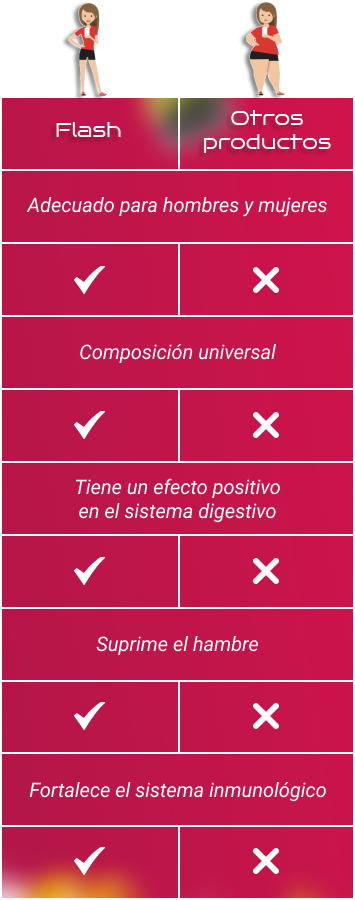 Flash
Otros
productos
Adecuado para hombres y mujeres
Composición universal
Tiene un efecto positivo
en el sistema digestivo
Suprime el hambre
Fortalece el sistema inmunológico